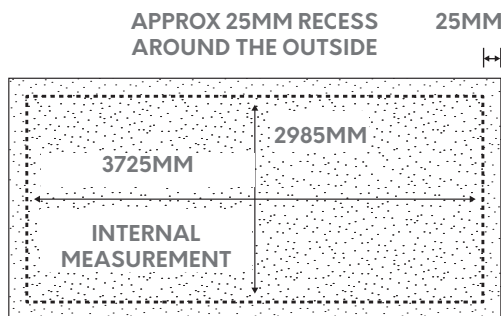 APPROX 25MM RECESS
AROUND THE OUTSIDE
25MM
2985MM
3725MM
INTERNAL
MEASUREMENT